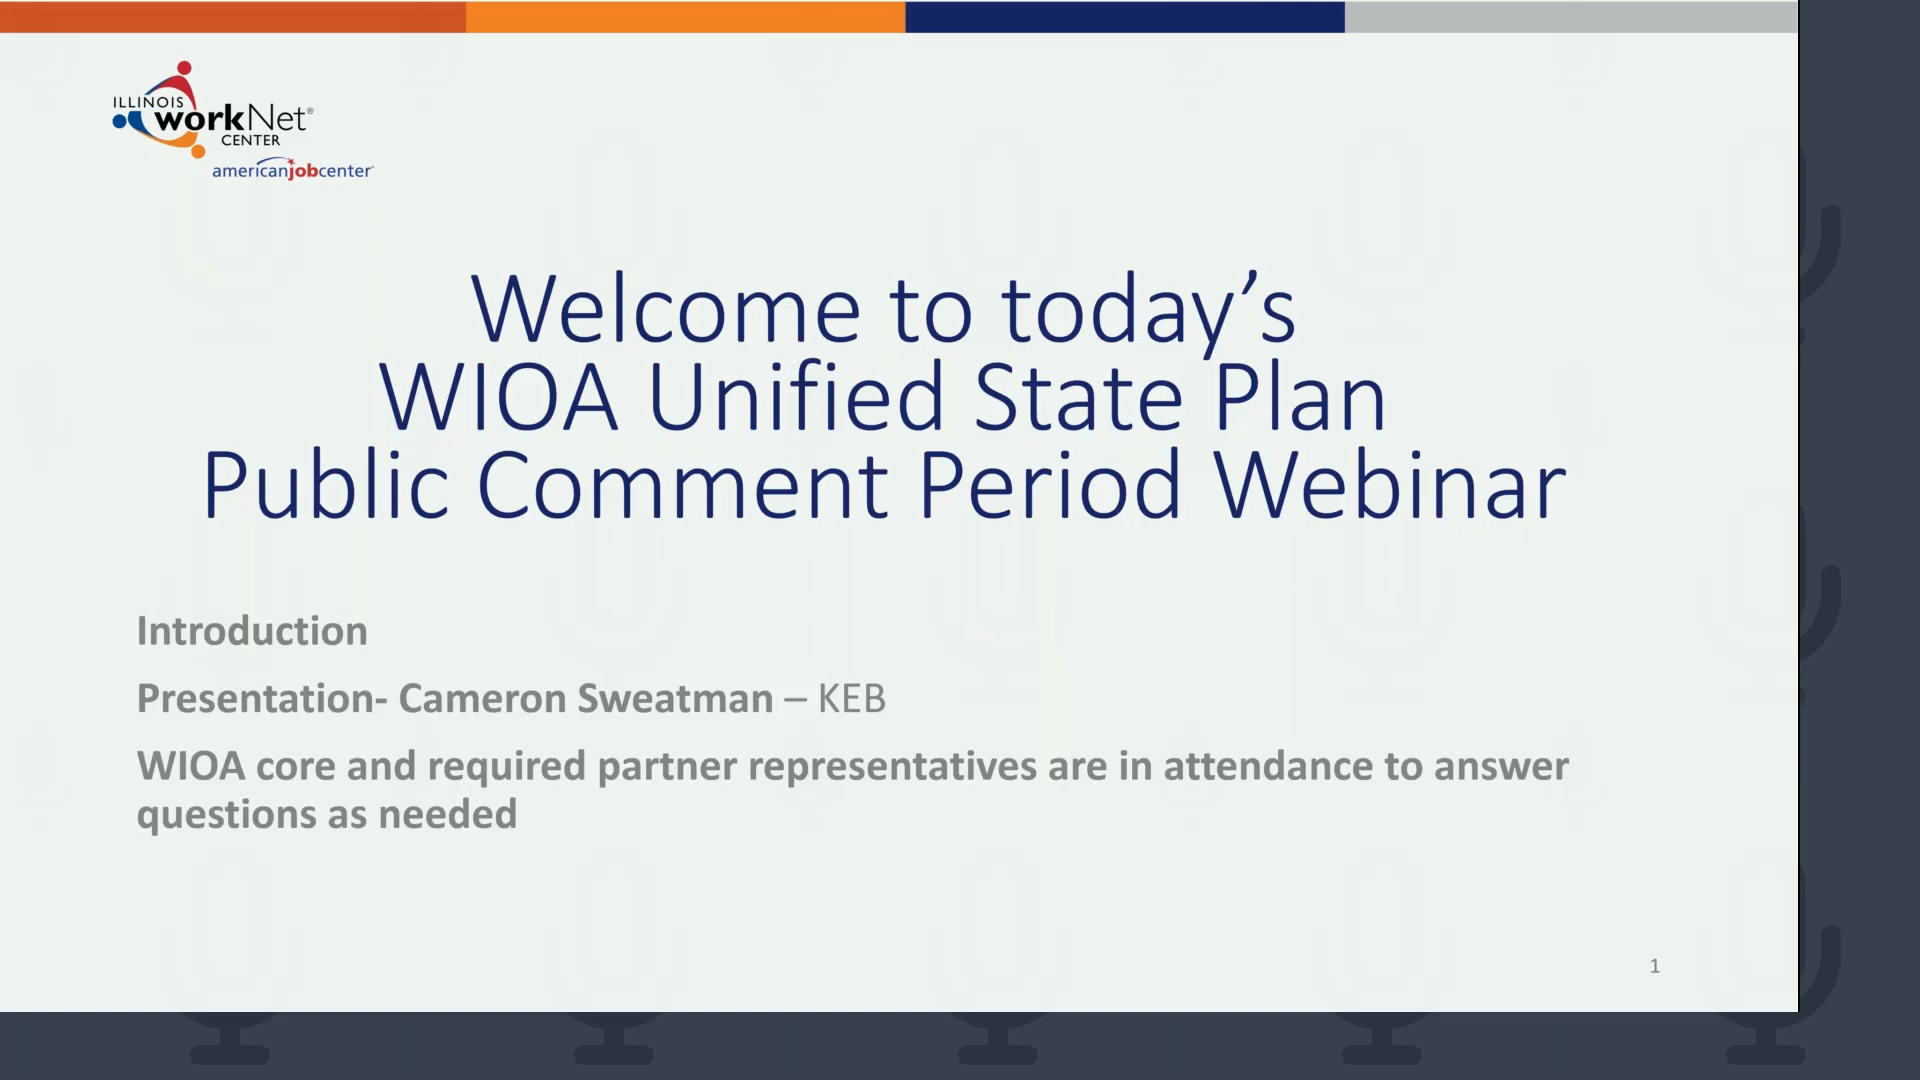 ILLINOIS
workNet®
CENTER
americanjobcenter
Welcome to today’s
WIOA Unified State Plan
Public Comment Period Webinar
Introduction
Presentation- Cameron Sweatman – KEB
WIOA core and required partner representatives are in attendance to answer
questions as needed
1